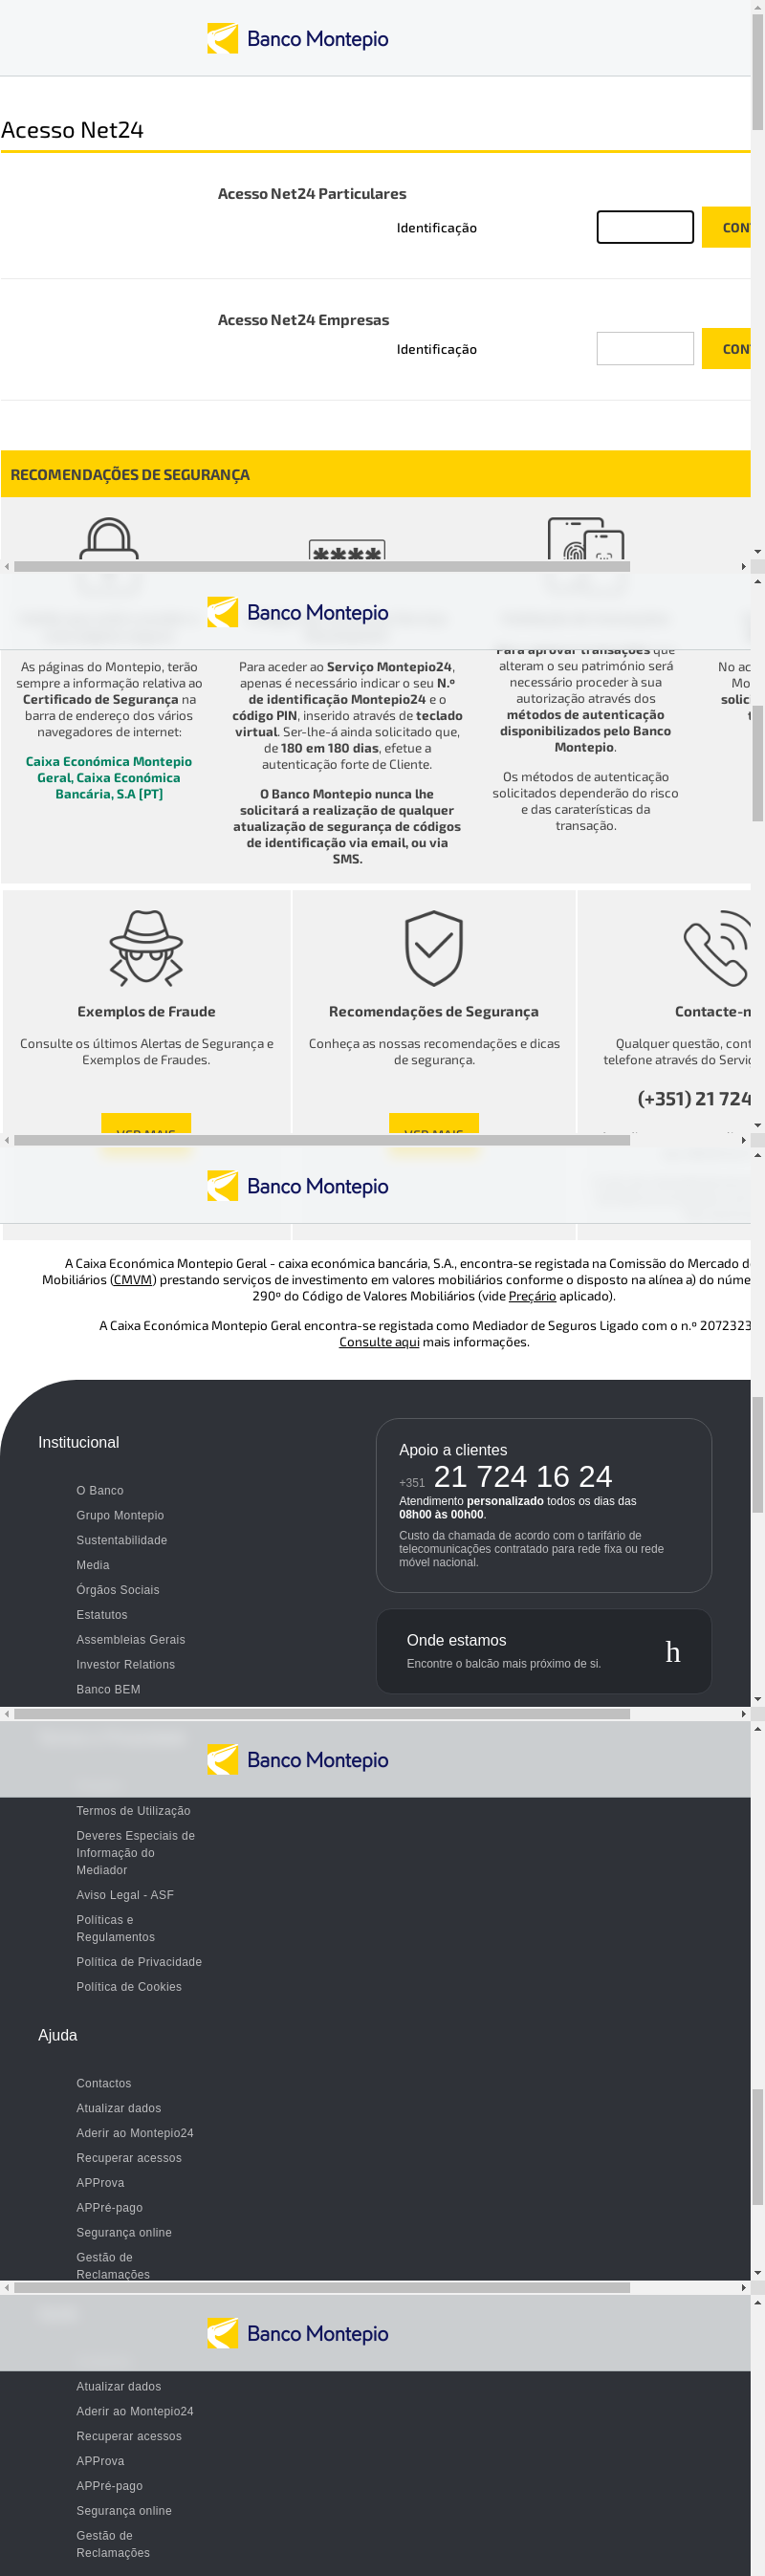 Banco Montepio
Acesso Net24
Acesso Net24 Particulares
Identificação
Acesso Net24 Empresas
Identificação
RECOMENDAÇÕES DE SEGURANÇA
****
Banco Montepio
As páginas do Montepio, terão
sempre a informação relativa ao
Certificado de Segurança na
barra de endereço dos vários
navegadores de internet:
Caixa Económica Montepio
Geral, Caixa Económica
Bancária, S.A [PT]
Para aceder ao Serviço Montepio24,
apenas é necessário indicar o seu N.º
de identificação Montepio24 e o
código PIN, inserido através de teclado
virtual. Ser-lhe-á ainda solicitado que,
de 180 em 180 dias, efetue a
autenticação forte de Cliente.
O Banco Montepio nunca lhe
solicitará a realização de qualquer
atualização de segurança de códigos
de identificação via email, ou via
SMS.
Para aprovar transações que
alteram o seu património será
necessário proceder à sua
autorização através dos
métodos de autenticação
disponibilizados pelo Banco
Montepio.
Os métodos de autenticação
solicitados dependerão do risco
e das caraterísticas da
transação.
Exemplos de Fraude
Consulte os últimos Alertas de Segurança e
Exemplos de Fraudes.
VER MAIS
Recomendações de Segurança
Conheça as nossas recomendações e dicas
de segurança.
VER MAIS
Qualquer questão,
telefone através do
(+351) 21 724
Banco Montepio
A Caixa Económica Montepio Geral - caixa económica bancária, S.A., encontra-se registada na Comissão do Mercado
Mobiliários (CMVM) prestando serviços de investimento em valores mobiliários conforme o disposto na alínea a) do
290º do Código de Valores Mobiliários (vide Preçário aplicado).
A Caixa Económica Montepio Geral encontra-se registada como Mediador de Seguros Ligado com o n.º 2072323
Consulte aqui mais informações.
Institucional
O Banco
Grupo Montepio
Sustentabilidade
Media
Órgãos Sociais
Estatutos
Assembleias Gerais
Investor Relations
Banco BEM
Apoio a clientes
+351 21 724 16 24
Atendimento personalizado todos os dias das
08h00 às 00h00.
Custo da chamada de acordo com o tarifário de
telecomunicações contratado para rede fixa ou rede
móvel nacional.
Onde estamos
Encontre o balcão mais próximo de si.
h
Banco Montepio
Termos de Utilização
Deveres Especiais de
Informação do
Mediador
Aviso Legal - ASF
Políticas e
Regulamentos
Política de Privacidade
Política de Cookies
Ajuda
Contactos
Atualizar dados
Aderir ao Montepio24
Recuperar acessos
APProva
APPré-pago
Segurança online
Gestão de
Reclamações
Banco Montepio
Atualizar dados
Aderir ao Montepio24
Recuperar acessos
APProva
APPré-pago
Segurança online
Gestão de
Reclamações